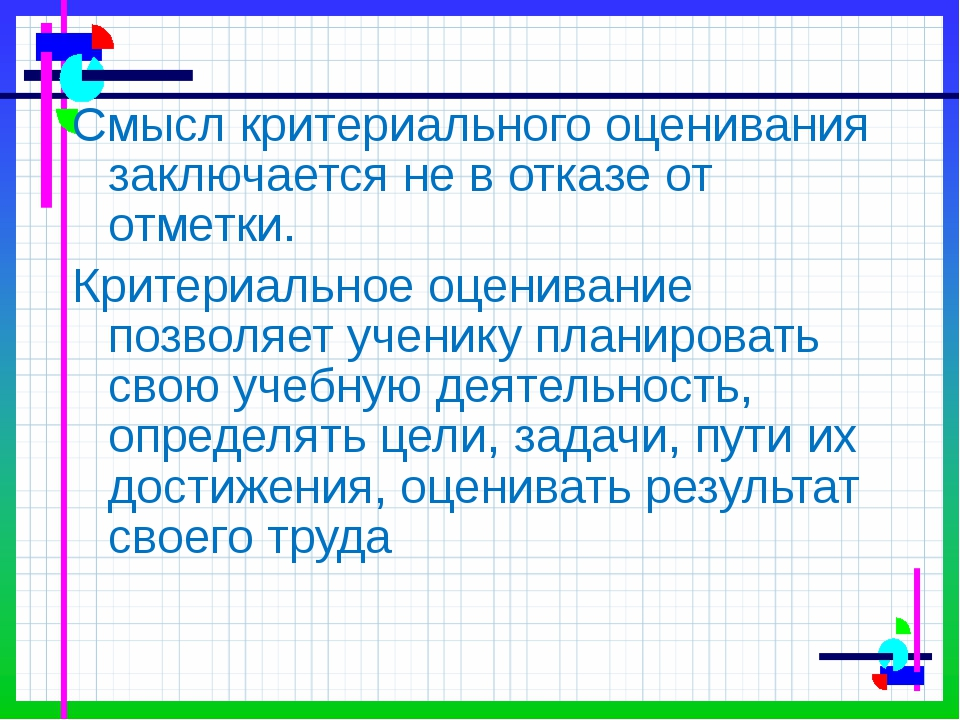 Смысл критериального оценивания
заключается не в отказе от
отметки.
Критериальное оценивание
позволяет ученику планировать
свою учебную деятельность,
определять цели, задачи, пути их
достижения, оценивать результат
своего труда